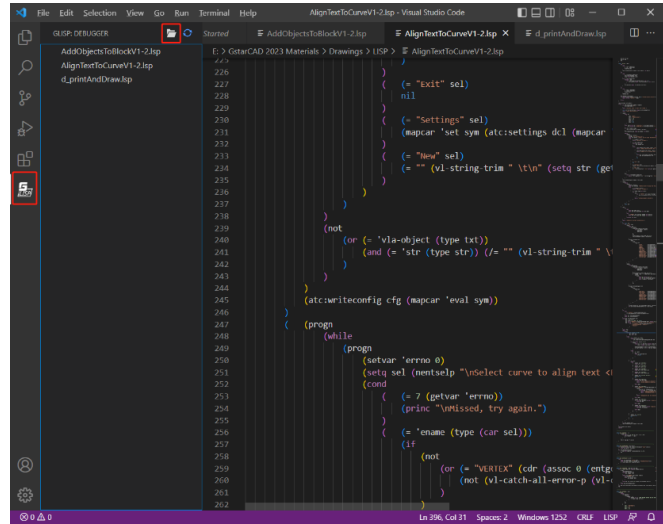 File Edit Selection View Go Run Terminal Help AlignTextToCurveV1-2.lsp - Visual Studio Code
GLISP: DEBUGGER
Started AddObjectsToBlockV1-2.lsp AlignTextToCurveV1-2.lsp d_printAndDraw.lsp
AddObjectsToBlockV1-2.lsp
AlignTextToCurveV1-2.lsp
d_printAndDraw.lsp
E: > GstarCAD 2023 Materials > Drawings > LISP > AlignTextToCurveV1-2.lsp
225 )
226 )
227 ( (= "Exit" sel)
228 nil
229 )
230 ( (= "Settings" sel)
231 (mapcar 'set sym (atc:settings dcl (mapcar
232 )
233 ( (= "New" sel)
234 (= "" (vl-string-trim " \t\n" (setq str (get
235 )
236 )
237 )
238 )
239 (not
240 (or (= 'vla-object (type txt))
241 (and (= 'str (type str)) (/= "" (vl-string-trim " \t
242 )
243 )
244 )
245 (atc:writeconfig cfg (mapcar 'eval sym))
246 )
247 ( (progn
248 (while
249 (progn
250 (setvar 'errno 0)
251 (setq sel (nentselp "\nSelect curve to align text <
252 (cond
253 ( (= 7 (getvar 'errno))
254 (princ "\nMissed, try again.")
255 )
256 ( (= 'ename (type (car sel)))
257 (if
258 (not
259 (or (= "VERTEX" (cdr (assoc 0 (entge
260 (not (vl-catch-all-error-p (vl-c
261 )
262 )
0 0 Ln 396, Col 31 Spaces: 2 Windows 1252 CRLF LISP